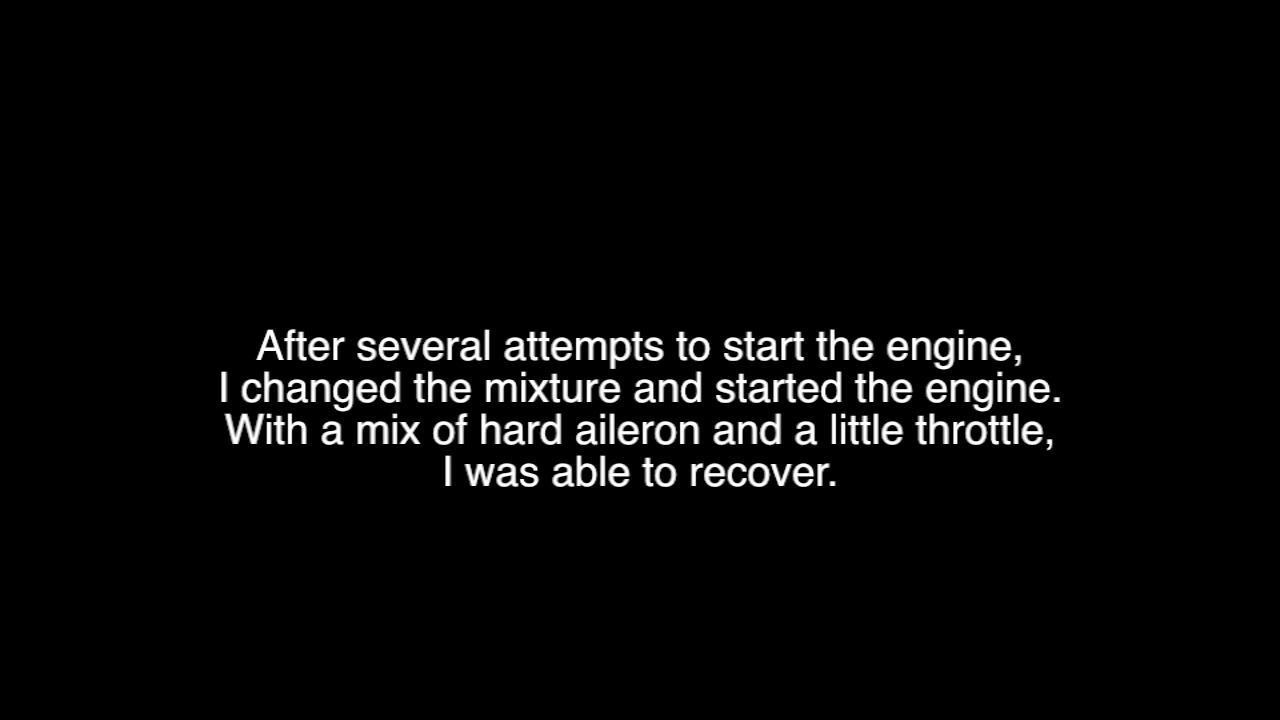 After several attempts to start the engine,
I changed the mixture and started the engine.
With a mix of hard aileron and a little throttle,
I was able to recover.